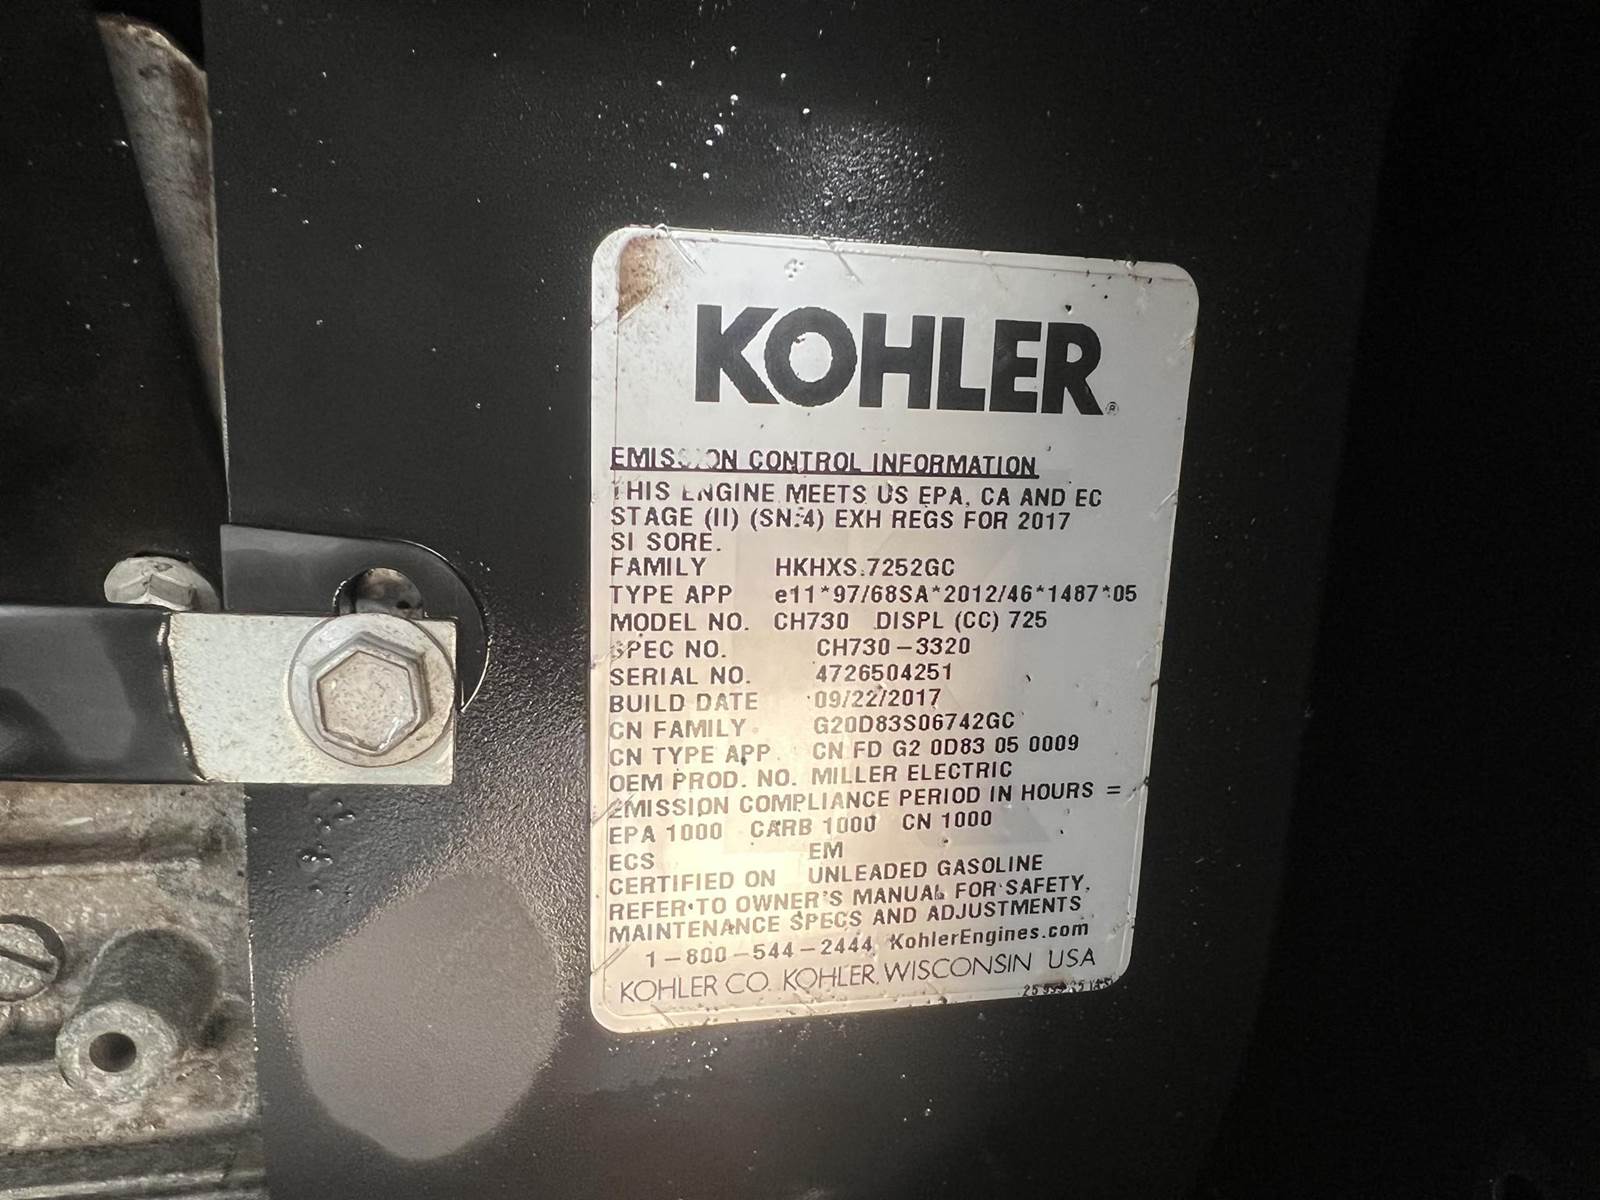 KOHLER®
EMISSION CONTROL INFORMATION
THIS ENGINE MEETS US EPA, CA AND EC
STAGE (II) (SN:4) EXH REGS FOR 2017
SI SORE.
FAMILY HKHXS.7252GC
TYPE APP e11*97/68SA*2012/46*1487*05
MODEL NO. CH730 DISPL (CC) 725
SPEC NO. CH730-3320
SERIAL NO. 4726504251
BUILD DATE 09/22/2017
CN FAMILY G20D83S06742GC
CN TYPE APP CN FD G2 0D83 05 0009
OEM PROD. NO. MILLER ELECTRIC
EMISSION COMPLIANCE PERIOD IN HOURS =
EPA 1000 CARB 1000 CN 1000
ECS EM
CERTIFIED ON UNLEADED GASOLINE
REFER TO OWNER'S MANUAL FOR SAFETY,
MAINTENANCE SPECS AND ADJUSTMENTS
1-800-544-2444 KohlerEngines.com
KOHLER CO. KOHLER, WISCONSIN USA